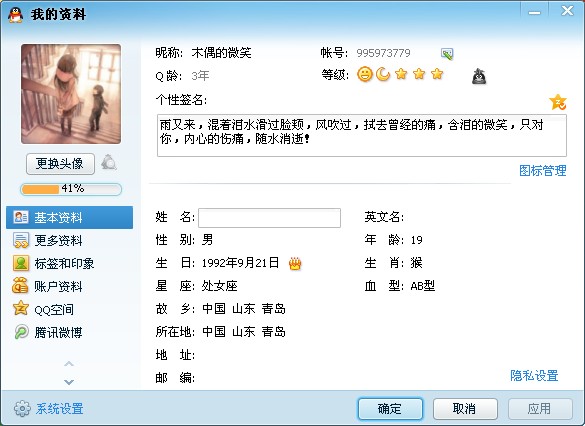 我的资料
昵称: 木偶的微笑 帐号: 995973779
Q龄: 3年 等级:
个性签名:
雨又来，混着泪水滑过脸颊，风吹过，拭去曾经的痛，含泪的微笑，只对
你，内心的伤痛，随水消逝！
更换头像
图标管理
41%
基本资料
更多资料
标签和印象
账户资料
QQ空间
腾讯微博
姓 名: 英文名:
性 别: 男 年 龄: 19
生 日: 1992年9月21日 生 肖: 猴
星 座: 处女座 血 型: AB型
故 乡: 中国 山东 青岛
所在地: 中国 山东 青岛
地 址:
邮 编:
隐私设置
系统设置 确定 取消 应用